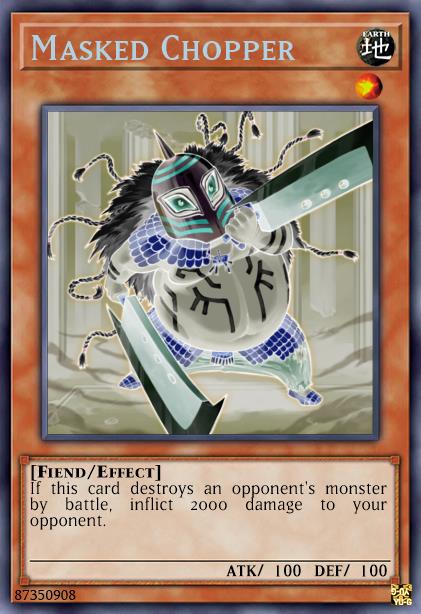 MASKED CHOPPER
EARTH
地
[FIEND/EFFECT]
If this card destroys an opponent's monster
by battle, inflict 2000 damage to your
opponent.
ATK/ 100 DEF/ 100
87350908